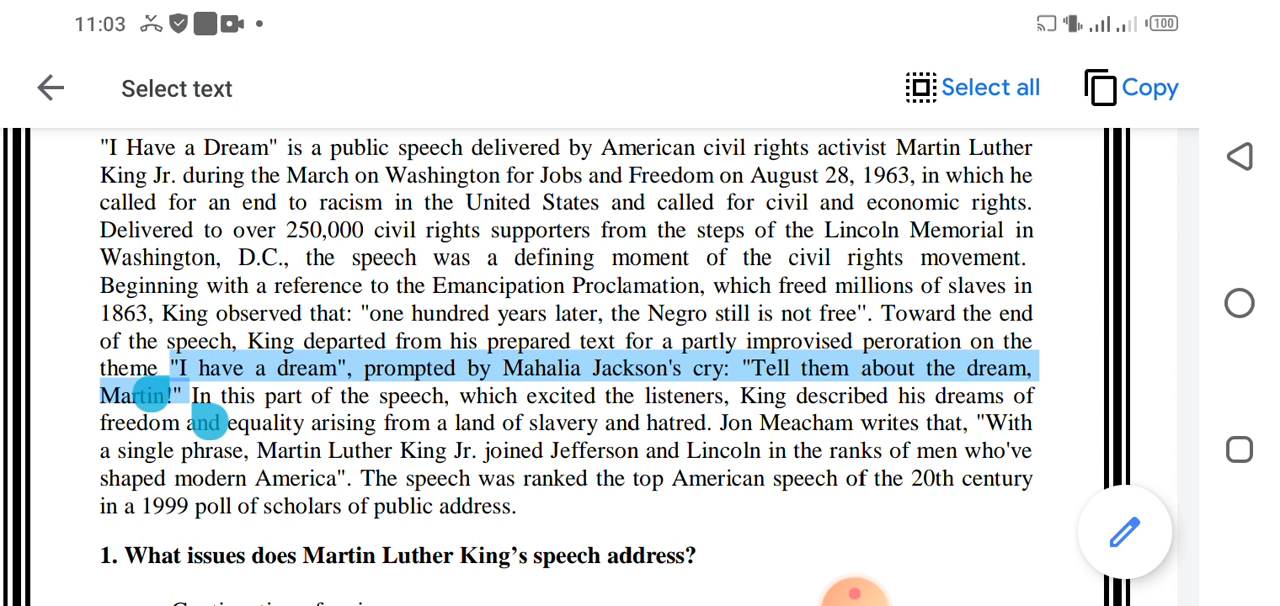 11:03
100
Select text
Select all
Copy
"I Have a Dream" is a public speech delivered by American civil rights activist Martin Luther
King Jr. during the March on Washington for Jobs and Freedom on August 28, 1963, in which he
called for an end to racism in the United States and called for civil and economic rights.
Delivered to over 250,000 civil rights supporters from the steps of the Lincoln Memorial in
Washington, D.C., the speech was a defining moment of the civil rights movement.
Beginning with a reference to the Emancipation Proclamation, which freed millions of slaves in
1863, King observed that: "one hundred years later, the Negro still is not free". Toward the end
of the speech, King departed from his prepared text for a partly improvised peroration on the
theme "I have a dream", prompted by Mahalia Jackson's cry: "Tell them about the dream,
Martin!" In this part of the speech, which excited the listeners, King described his dreams of
freedom and equality arising from a land of slavery and hatred. Jon Meacham writes that, "With
a single phrase, Martin Luther King Jr. joined Jefferson and Lincoln in the ranks of men who've
shaped modern America". The speech was ranked the top American speech of the 20th century
in a 1999 poll of scholars of public address.
1. What issues does Martin Luther King’s speech address?